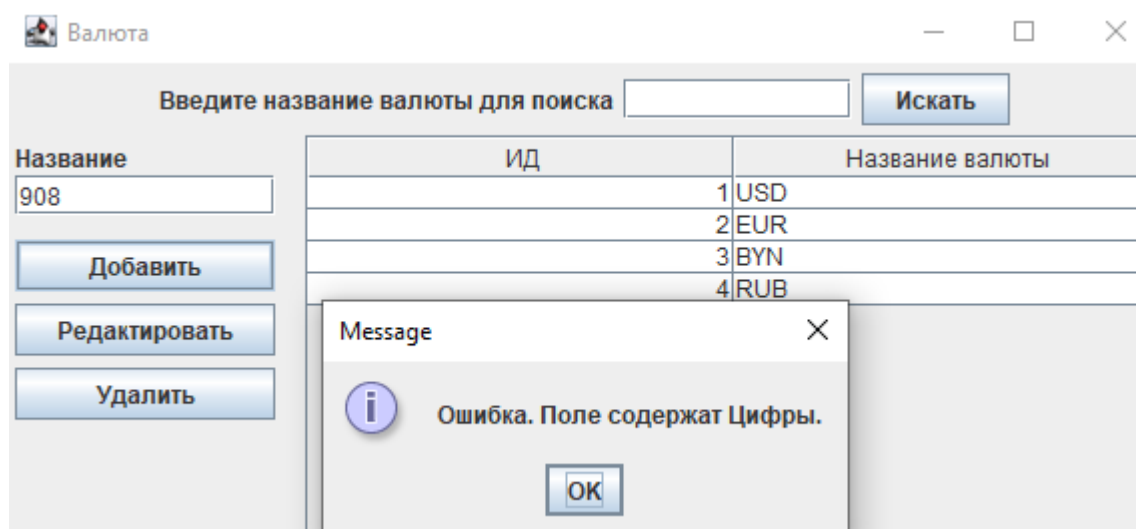 Валюта
Введите название валюты для поиска Искать
Название
908
Добавить
Редактировать
Удалить
ИД Название валюты
1 USD
2 EUR
3 BYN
4 RUB
Message
Ошибка. Поле содержат Цифры.
OK